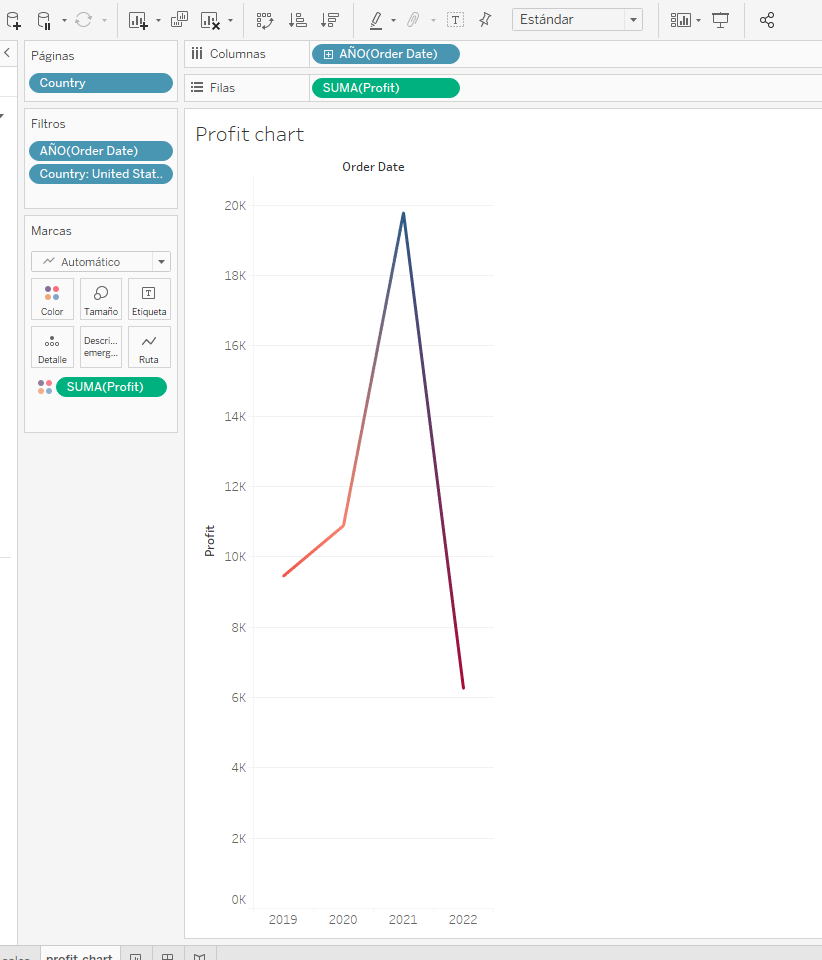 Estándar
Páginas
Country
Filtros
AÑO(Order Date)
Country: United Stat..
Marcas
Automático
Color
Tamaño
Etiqueta
Detalle
Descri...
emerg...
Ruta
SUMA(Profit)
Columnas
AÑO(Order Date)
Filas
SUMA(Profit)
Profit chart
Order Date
20K
18K
16K
14K
12K
10K
8K
6K
4K
2K
0K
Profit
2019 2020 2021 2022
profit chart